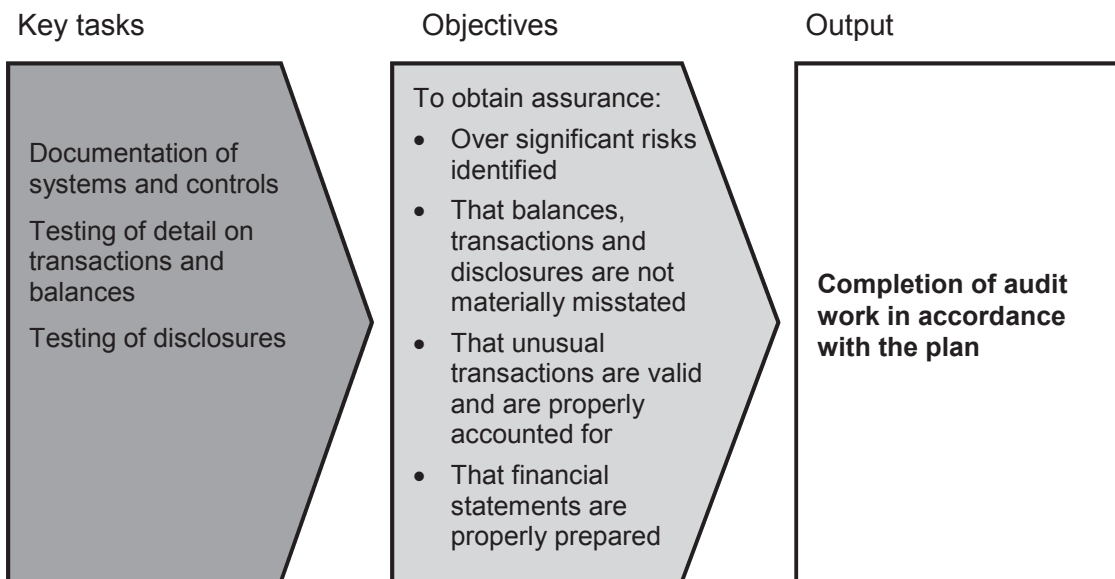 Key tasks
Documentation of
systems and controls
Testing of detail on
transactions and
balances
Testing of disclosures
Objectives
To obtain assurance:
• Over significant risks
identified
• That balances,
transactions and
disclosures are not
materially misstated
• That unusual
transactions are valid
and are properly
accounted for
• That financial
statements are
properly prepared
Output
Completion of audit
work in accordance
with the plan